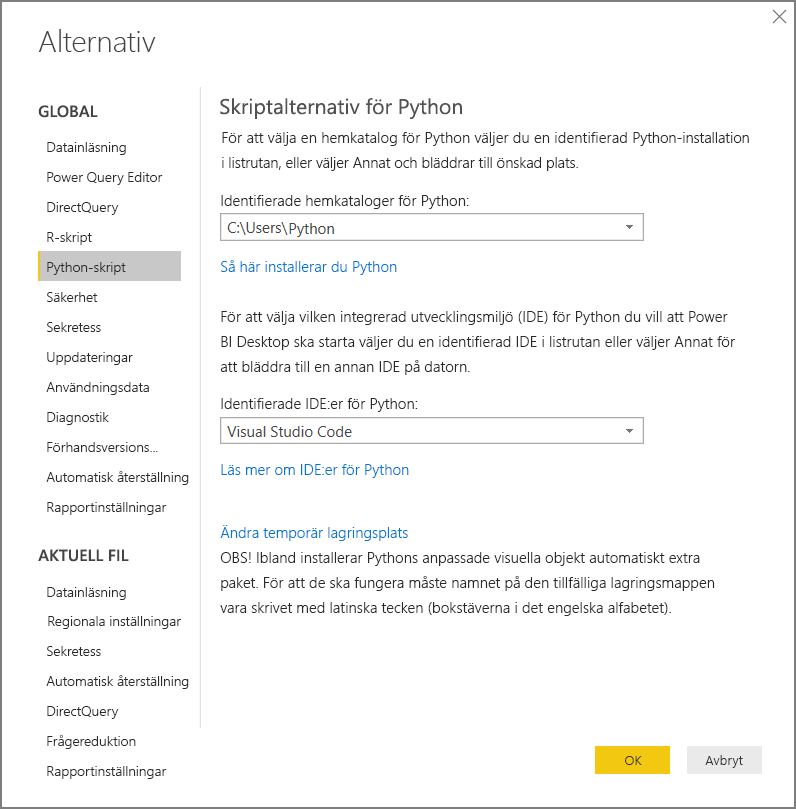 Alternativ
GLOBAL
Datainläsning
Power Query Editor
DirectQuery
R-skript
Python-skript
Säkerhet
Sekretess
Uppdateringar
Användningsdata
Diagnostik
Förhandsversions...
Automatisk återställning
Rapportinställningar
AKTUELL FIL
Datainläsning
Regionala inställningar
Sekretess
Automatisk återställning
DirectQuery
Frågereduktion
Rapportinställningar
Skriptalternativ för Python
För att välja en hemkatalog för Python väljer du en identifierad Python-installation
i listrutan, eller väljer Annat och bläddrar till önskad plats.
Identifierade hemkataloger för Python:
C:\Users\Python
Så här installerar du Python
För att välja vilken integrerad utvecklingsmiljö (IDE) för Python du vill att Power
BI Desktop ska starta väljer du en identifierad IDE i listrutan eller väljer Annat för
att bläddra till en annan IDE på datorn.
Identifierade IDE:er för Python:
Visual Studio Code
Läs mer om IDE:er för Python
Ändra temporär lagringsplats
OBS! Ibland installerar Pythons anpassade visuella objekt automatiskt extra
paket. För att de ska fungera måste namnet på den tillfälliga lagringsmappen
vara skrivet med latinska tecken (bokstäverna i det engelska alfabetet).
OK
Avbryt